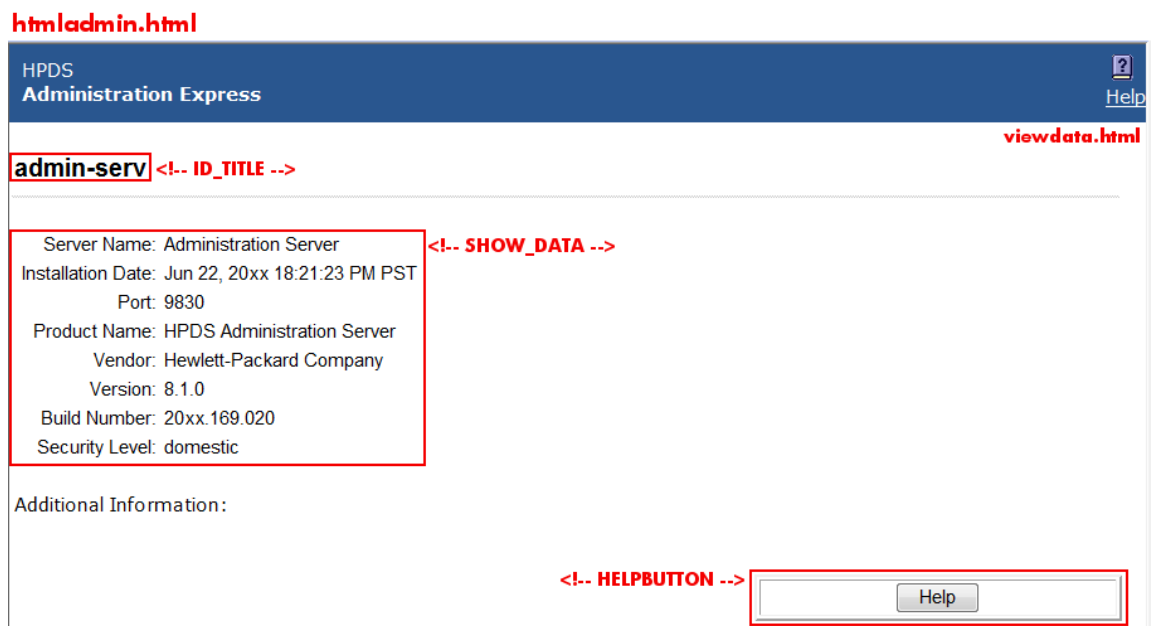 htmladmin.html
HPDS
Administration Express
?
Help
viewdata.html
admin-serv <!-- ID_TITLE -->
Server Name: Administration Server <!-- SHOW_DATA -->
Installation Date: Jun 22, 20xx 18:21:23 PM PST
Port: 9830
Product Name: HPDS Administration Server
Vendor: Hewlett-Packard Company
Version: 8.1.0
Build Number: 20xx.169.020
Security Level: domestic
Additional Information:
<!-- HELPBUTTON -->
Help